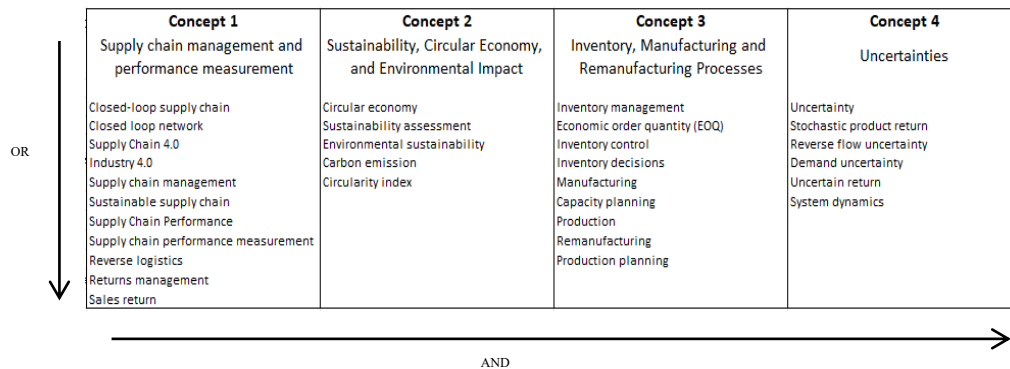 Concept 1
Supply chain management and
performance measurement
Closed-loop supply chain
Closed loop network
Supply Chain 4.0
Industry 4.0
Supply chain management
Sustainable supply chain
Supply Chain Performance
Supply chain performance measurement
Reverse logistics
Returns management
Sales return
Concept 2
Sustainability, Circular Economy,
and Environmental Impact
Circular economy
Sustainability assessment
Environmental sustainability
Carbon emission
Circularity index
Concept 3
Inventory, Manufacturing and
Remanufacturing Processes
Inventory management
Economic order quantity (EOQ)
Inventory control
Inventory decisions
Manufacturing
Capacity planning
Production
Remanufacturing
Production planning
Concept 4
Uncertainties
Uncertainty
Stochastic product return
Reverse flow uncertainty
Demand uncertainty
Uncertain return
System dynamics
OR
AND